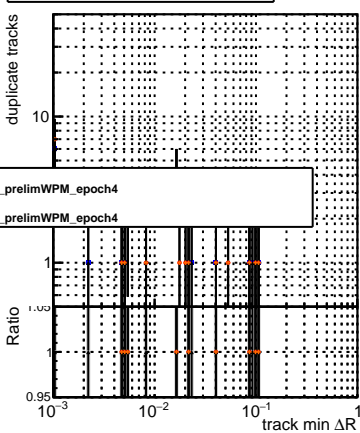 duplicate tracks
10
_prelimWPM_epoch4
_prelimWPM_epoch4
1
1.05
Ratio
1
0.95
10⁻³ 10⁻² 10⁻¹ 1
track min ΔR